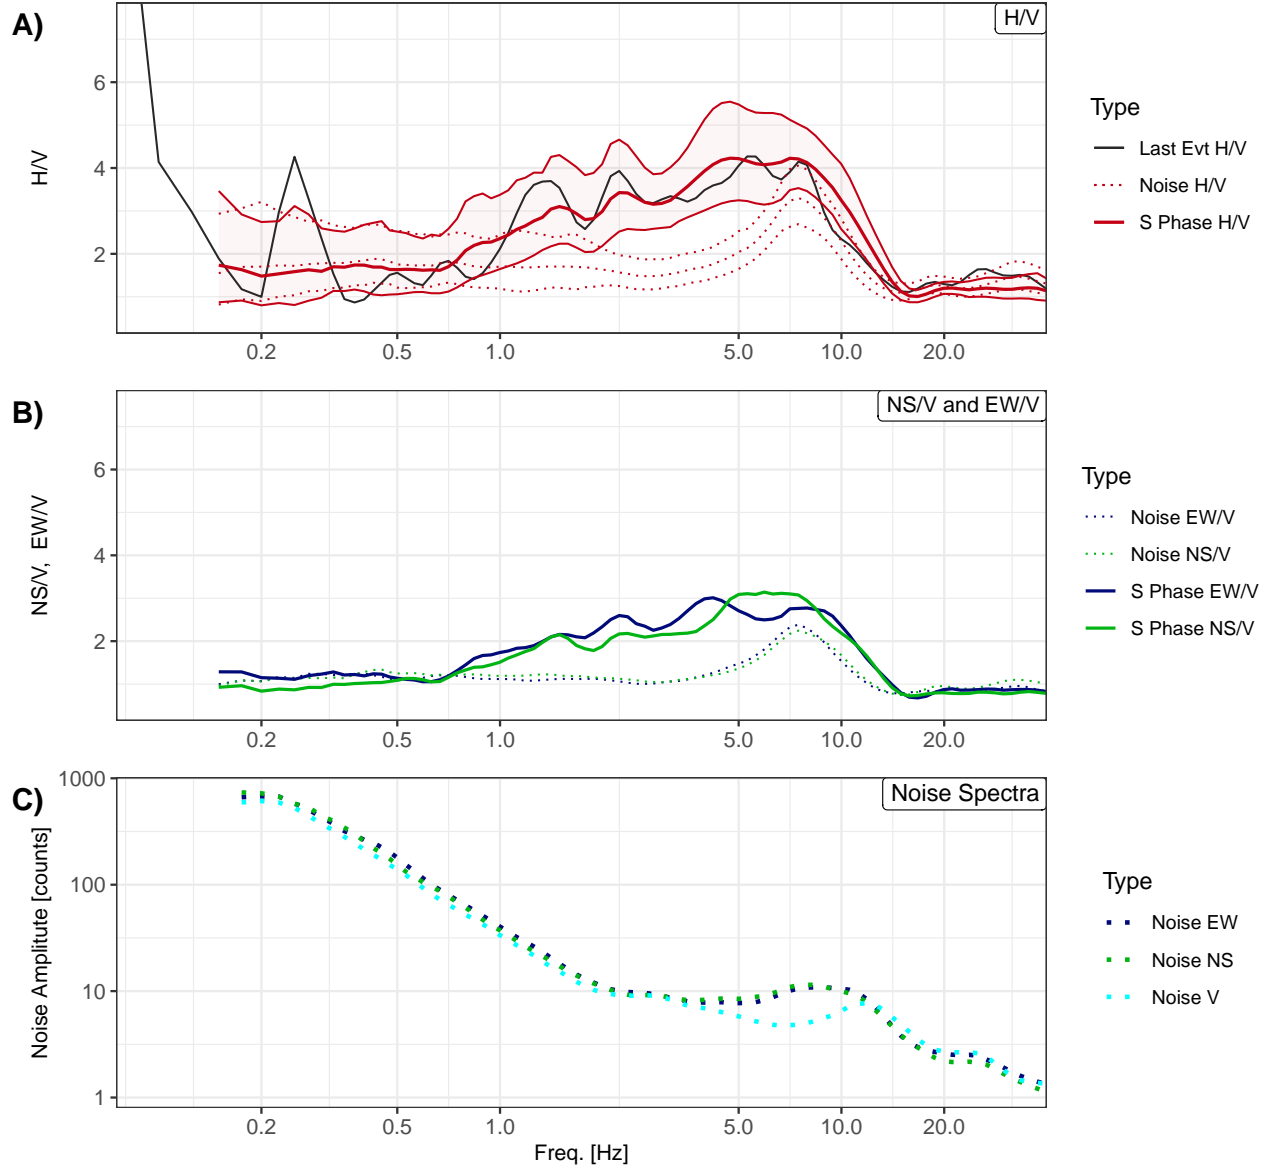 A)
H/V
6
4
2
H/V
0.2 0.5 1.0 5.0 10.0 20.0
Type
Last Evt H/V
Noise H/V
S Phase H/V
B)
NS/V and EW/V
6
4
2
NS/V, EW/V
0.2 0.5 1.0 5.0 10.0 20.0
Type
Noise EW/V
Noise NS/V
S Phase EW/V
S Phase NS/V
C)
Noise Spectra
1000
100
10
1
Noise Amplitute [counts]
0.2 0.5 1.0 5.0 10.0 20.0
Freq. [Hz]
Type
Noise EW
Noise NS
Noise V